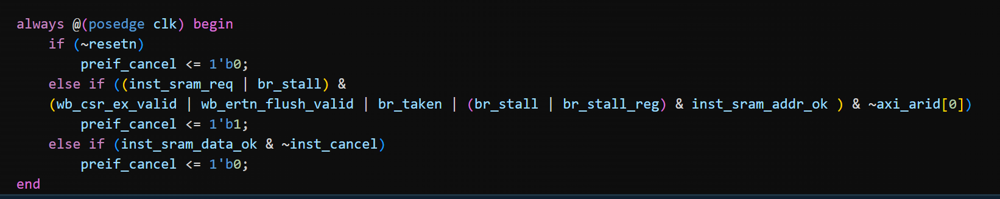 always @(posedge clk) begin
    if (~resetn)
        preif_cancel <= 1'b0;
    else if ((inst_sram_req | br_stall) &
    (wb_csr_ex_valid | wb_ertn_flush_valid | br_taken | (br_stall | br_stall_reg) & inst_sram_addr_ok ) & ~axi_arid[0])
        preif_cancel <= 1'b1;
    else if (inst_sram_data_ok & ~inst_cancel)
        preif_cancel <= 1'b0;
end